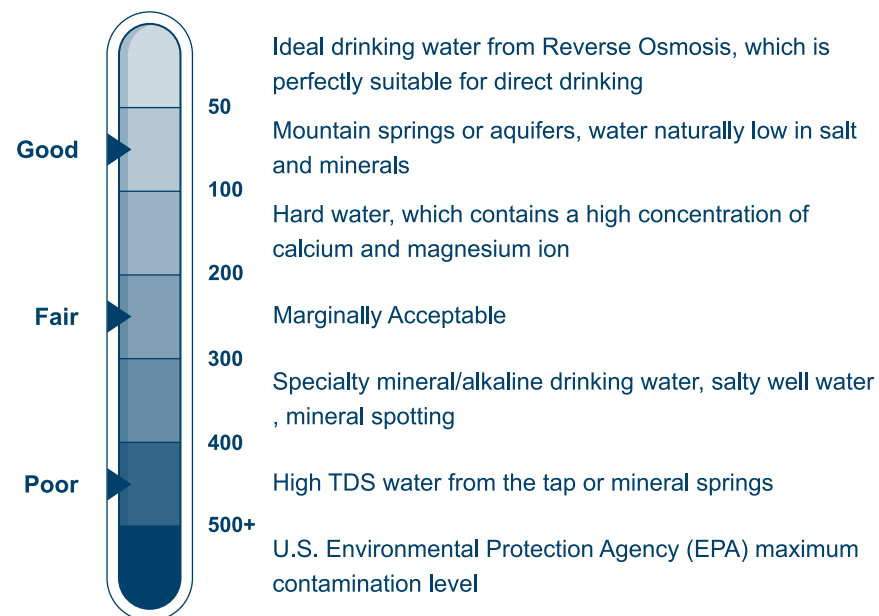 Ideal drinking water from Reverse Osmosis, which is
perfectly suitable for direct drinking
50
Good
Mountain springs or aquifers, water naturally low in salt
and minerals
100
Hard water, which contains a high concentration of
calcium and magnesium ion
200
Fair
Marginally Acceptable
300
Specialty mineral/alkaline drinking water, salty well water
, mineral spotting
400
Poor
High TDS water from the tap or mineral springs
500+
U.S. Environmental Protection Agency (EPA) maximum
contamination level